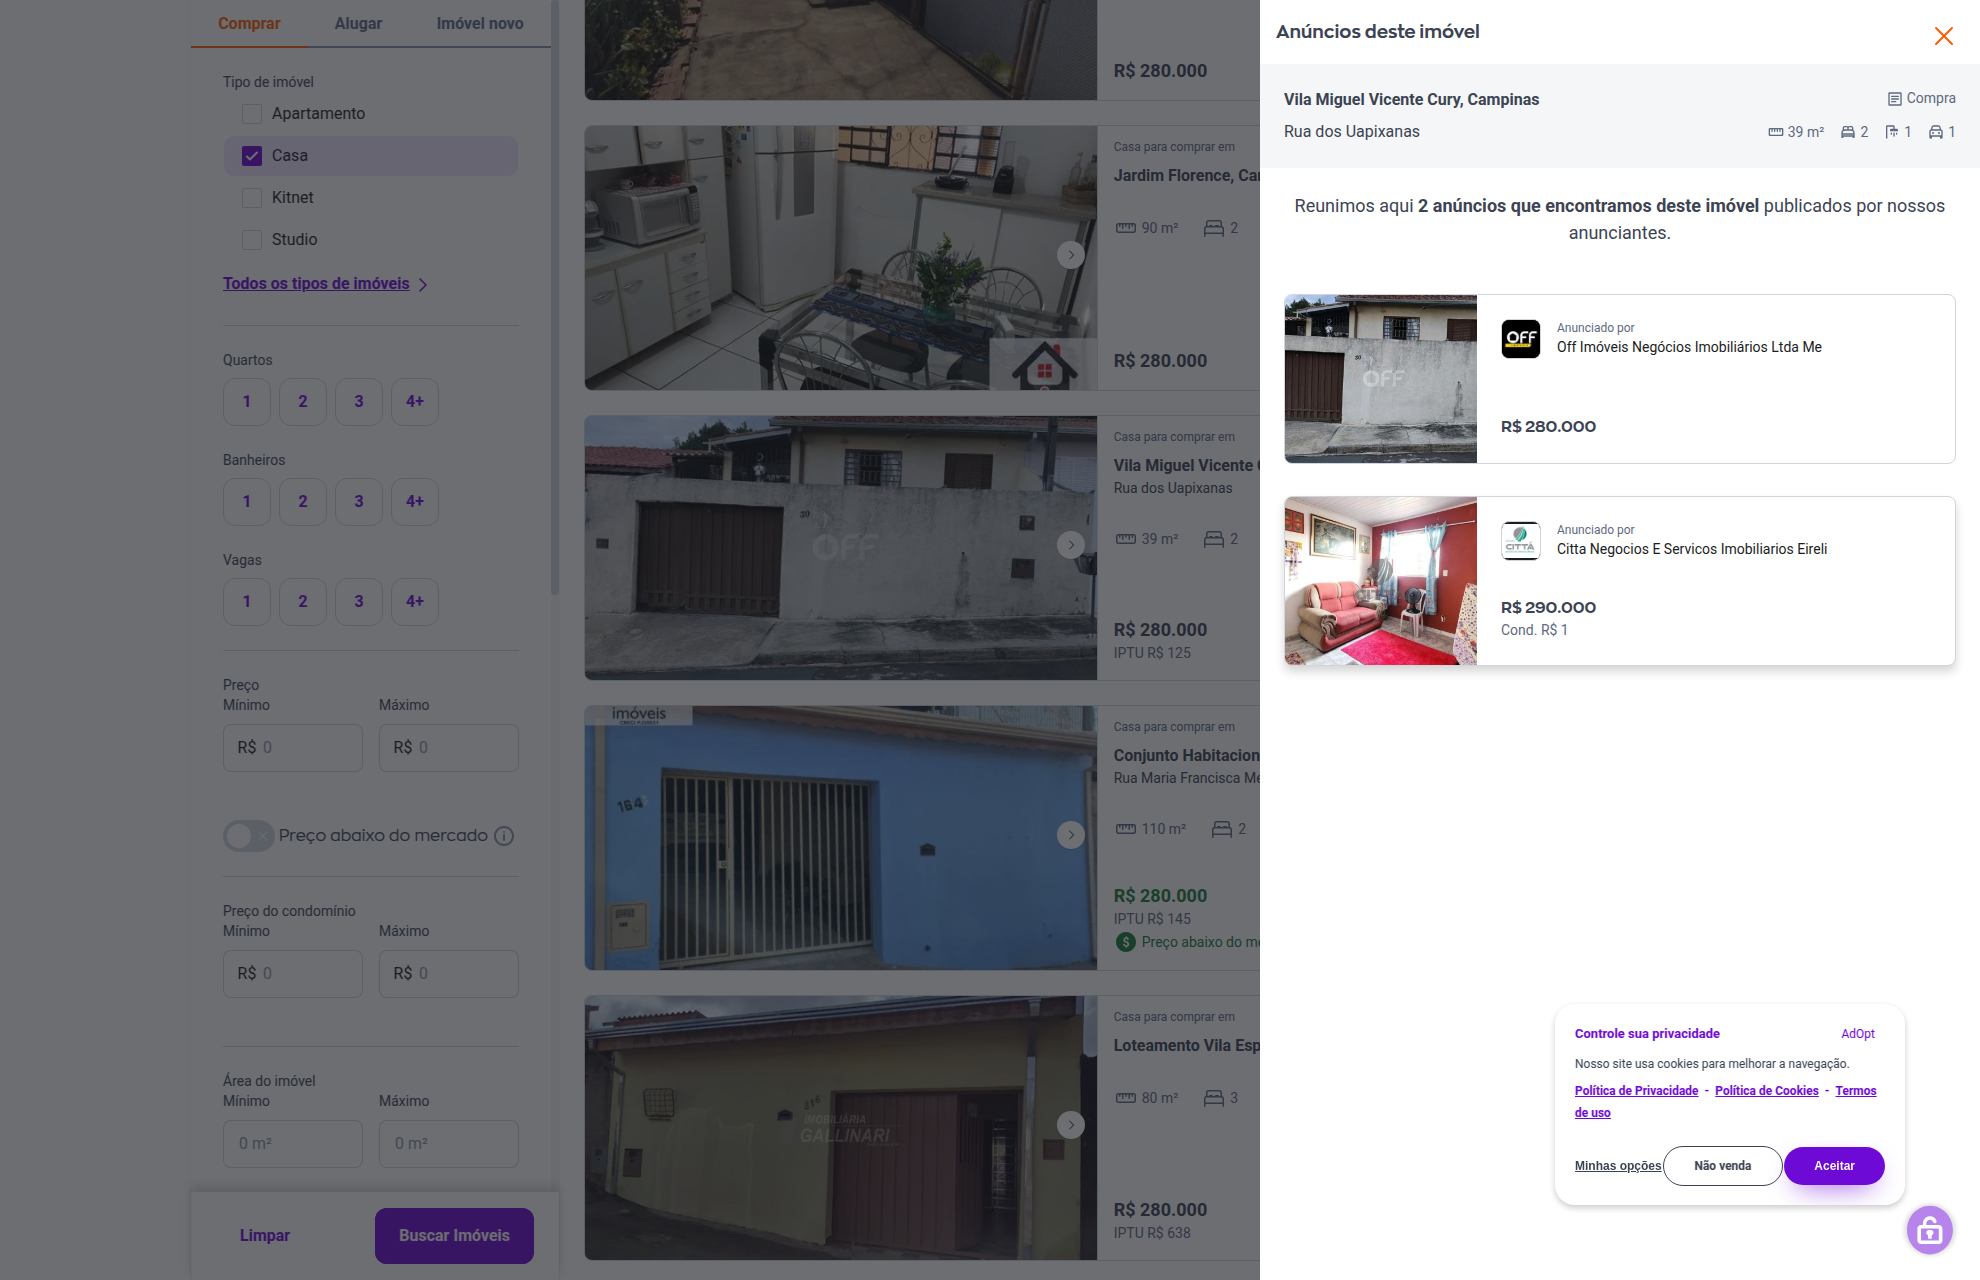 Comprar
Alugar
Imóvel novo
Tipo de imóvel
Apartamento
Casa
Kitnet
Studio
Todos os tipos de imóveis
Quartos
1
2
3
4+
Banheiros
1
2
3
4+
Vagas
1
2
3
4+
Preço
Mínimo
Máximo
R$ 0
R$ 0
Preço abaixo do mercado
Preço do condomínio
Mínimo
Máximo
R$ 0
R$ 0
Área do imóvel
Mínimo
Máximo
0 m²
0 m²
Limpar
Buscar Imóveis
R$ 280.000
Casa para comprar em
Jardim Florence, Ca
90 m²
2
R$ 280.000
30
OFF
Casa para comprar em
Vila Miguel Vicente
Rua dos Uapixanas
39 m²
2
R$ 280.000
IPTU R$ 125
imóveis
164
Casa para comprar em
Conjunto Habitacion
Rua Maria Francisca Me
110 m²
2
R$ 280.000
IPTU R$ 145
Preço abaixo do m
216
IMOBILIÁRIA
GALLINARI
Casa para comprar em
Loteamento Vila Esp
80 m²
3
R$ 280.000
IPTU R$ 638
Anúncios deste imóvel
Vila Miguel Vicente Cury, Campinas
Compra
Rua dos Uapixanas
39 m²
2
1
1
Reunimos aqui 2 anúncios que encontramos deste imóvel publicados por nossos
anunciantes.
30
OFF
OFF
Anunciado por
Off Imóveis Negócios Imobiliários Ltda Me
R$ 280.000
CITTÁ
Anunciado por
Citta Negocios E Servicos Imobiliarios Eireli
R$ 290.000
Cond. R$ 1
Controle sua privacidade
AdOpt
Nosso site usa cookies para melhorar a navegação.
Política de Privacidade - Política de Cookies - Termos
de uso
Minhas opções
Não venda
Aceitar